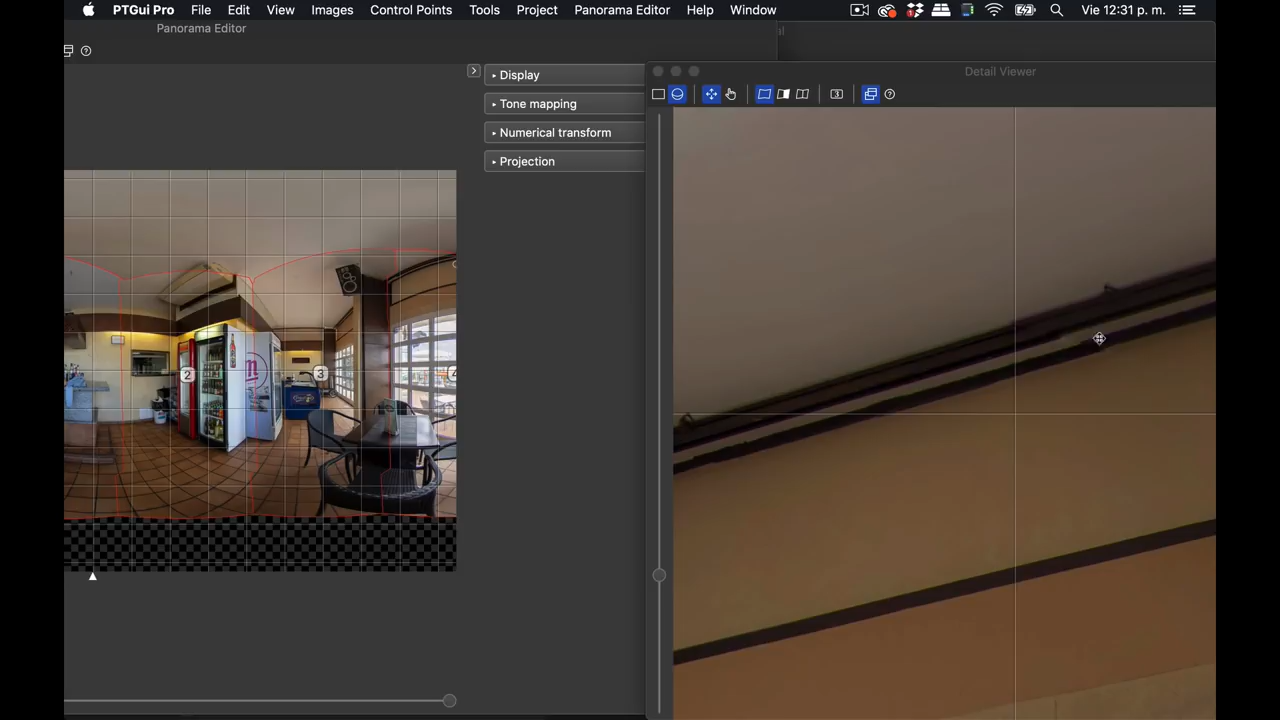 PTGui Pro File Edit View Images Control Points Tools Project Panorama Editor Help Window Vie 12:31 p. m.
Panorama Editor
Detail Viewer
Display
Tone mapping
Numerical transform
Projection
3
2
3